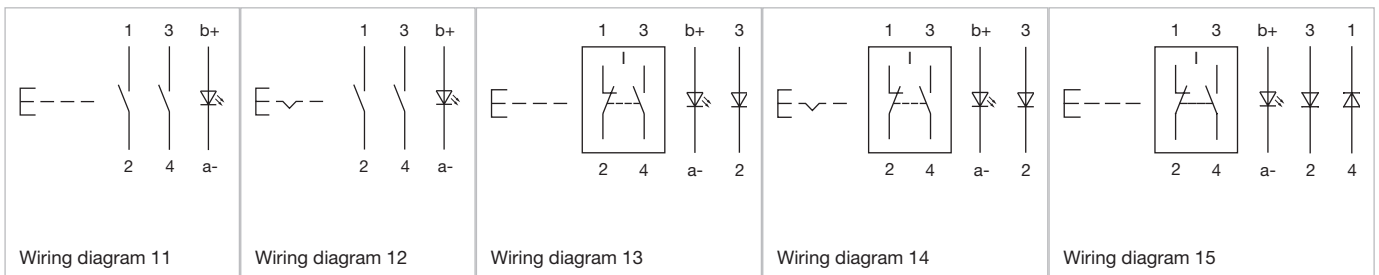 1 3 b+
2 4 a-
Wiring diagram 11
1 3 b+
2 4 a-
Wiring diagram 12
1 3 b+ 3
I
2 4 a- 2
Wiring diagram 13
1 3 b+ 3
I
2 4 a- 2
Wiring diagram 14
1 3 b+ 3 1
I
2 4 a- 2 4
Wiring diagram 15